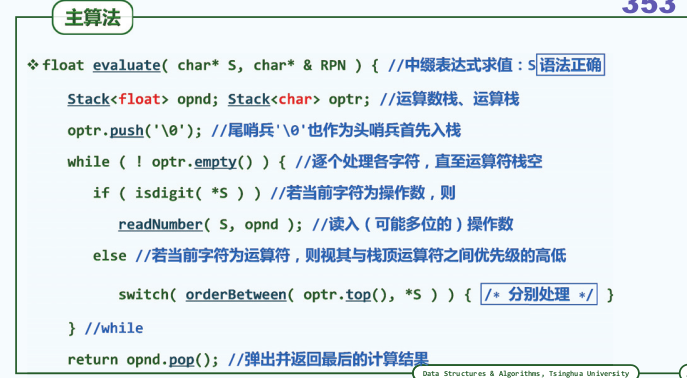 353
主算法
❖ float evaluate( char* S, char* & RPN ) { //中缀表达式求值：S语法正确
Stack<float> opnd; Stack<char> optr; //运算数栈、运算栈
optr.push('\0'); //尾哨兵'\0'也作为头哨兵首先入栈
while ( ! optr.empty() ) { //逐个处理各字符，直至运算符栈空
if ( isdigit( *S ) ) //若当前字符为操作数，则
readNumber( S, opnd ); //读入（可能多位的）操作数
else //若当前字符为运算符，则视其与栈顶运算符之间优先级的高低
switch( orderBetween( optr.top(), *S ) ) { /* 分别处理 */ }
} //while
return opnd.pop(); //弹出并返回最后的计算结果
Data Structures & Algorithms, Tsinghua University